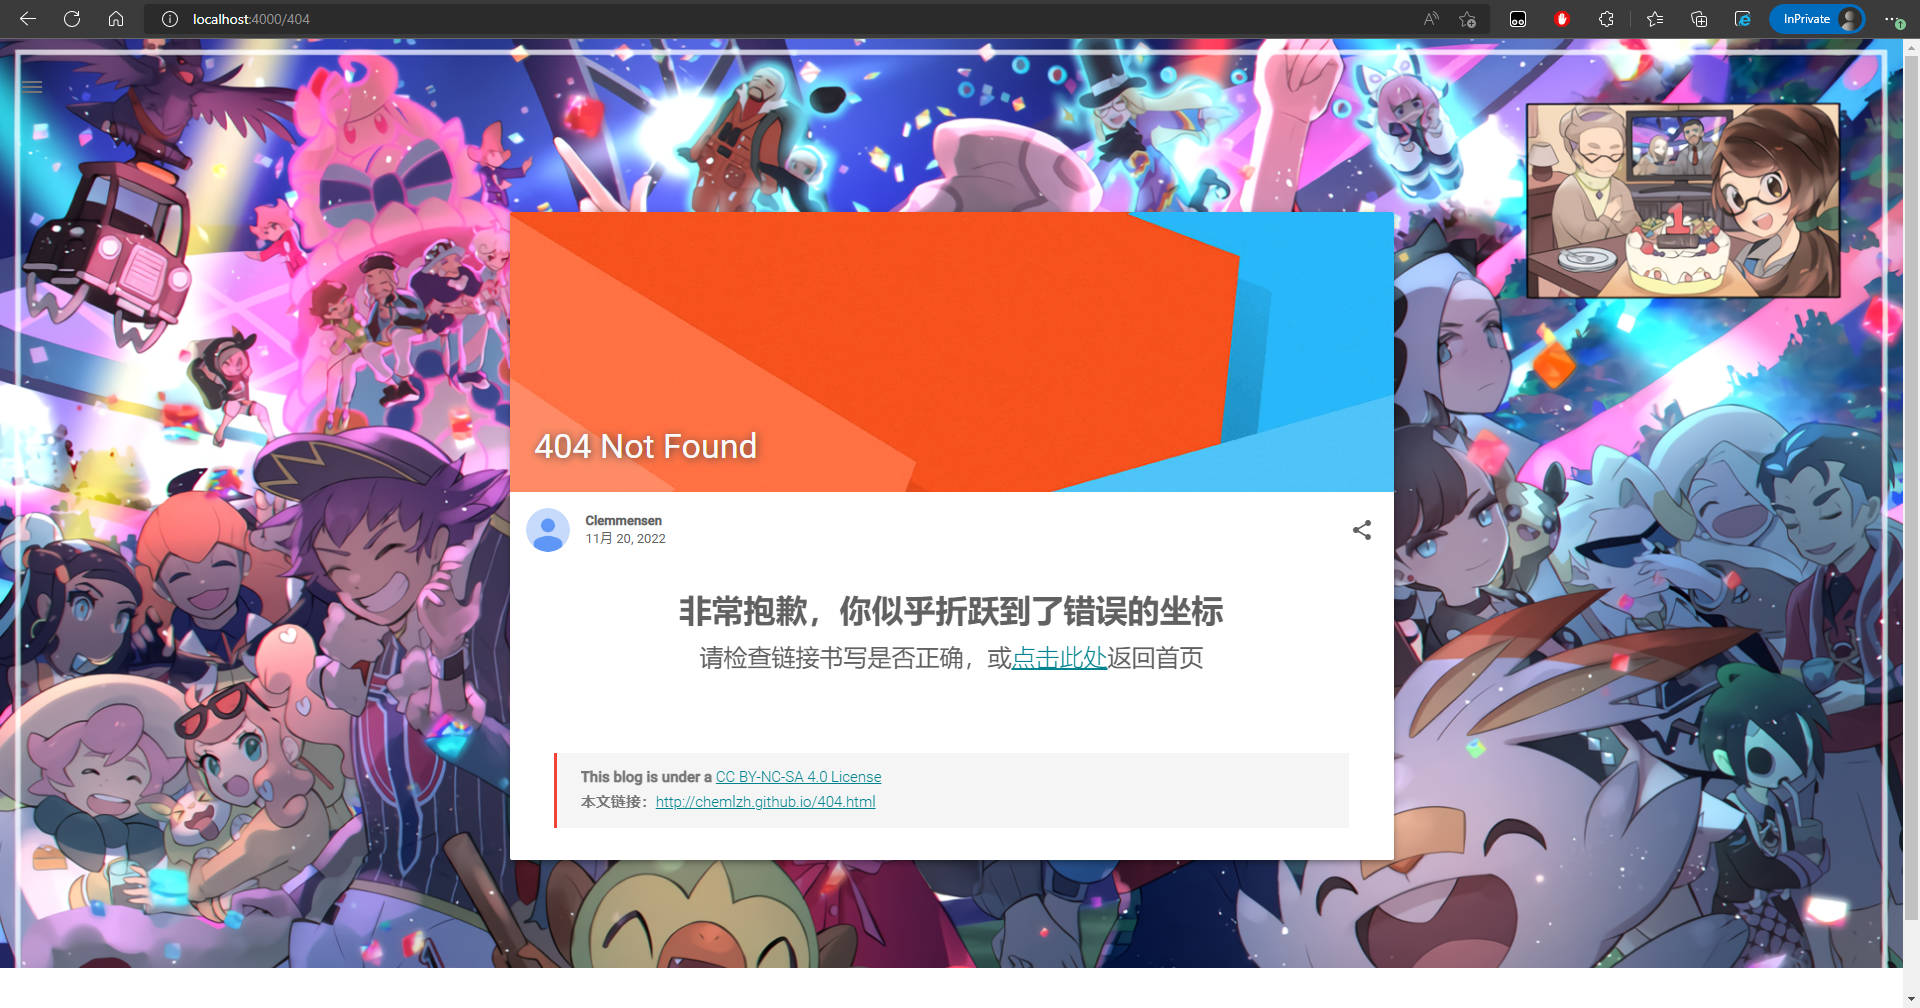 localhost:4000/404
InPrivate
1
404 Not Found
Clemmensen
11月 20, 2022
非常抱歉，你似乎折跃到了错误的坐标
请检查链接书写是否正确，或点击此处返回首页
This blog is under a CC BY-NC-SA 4.0 License
本文链接：http://chemlzh.github.io/404.html